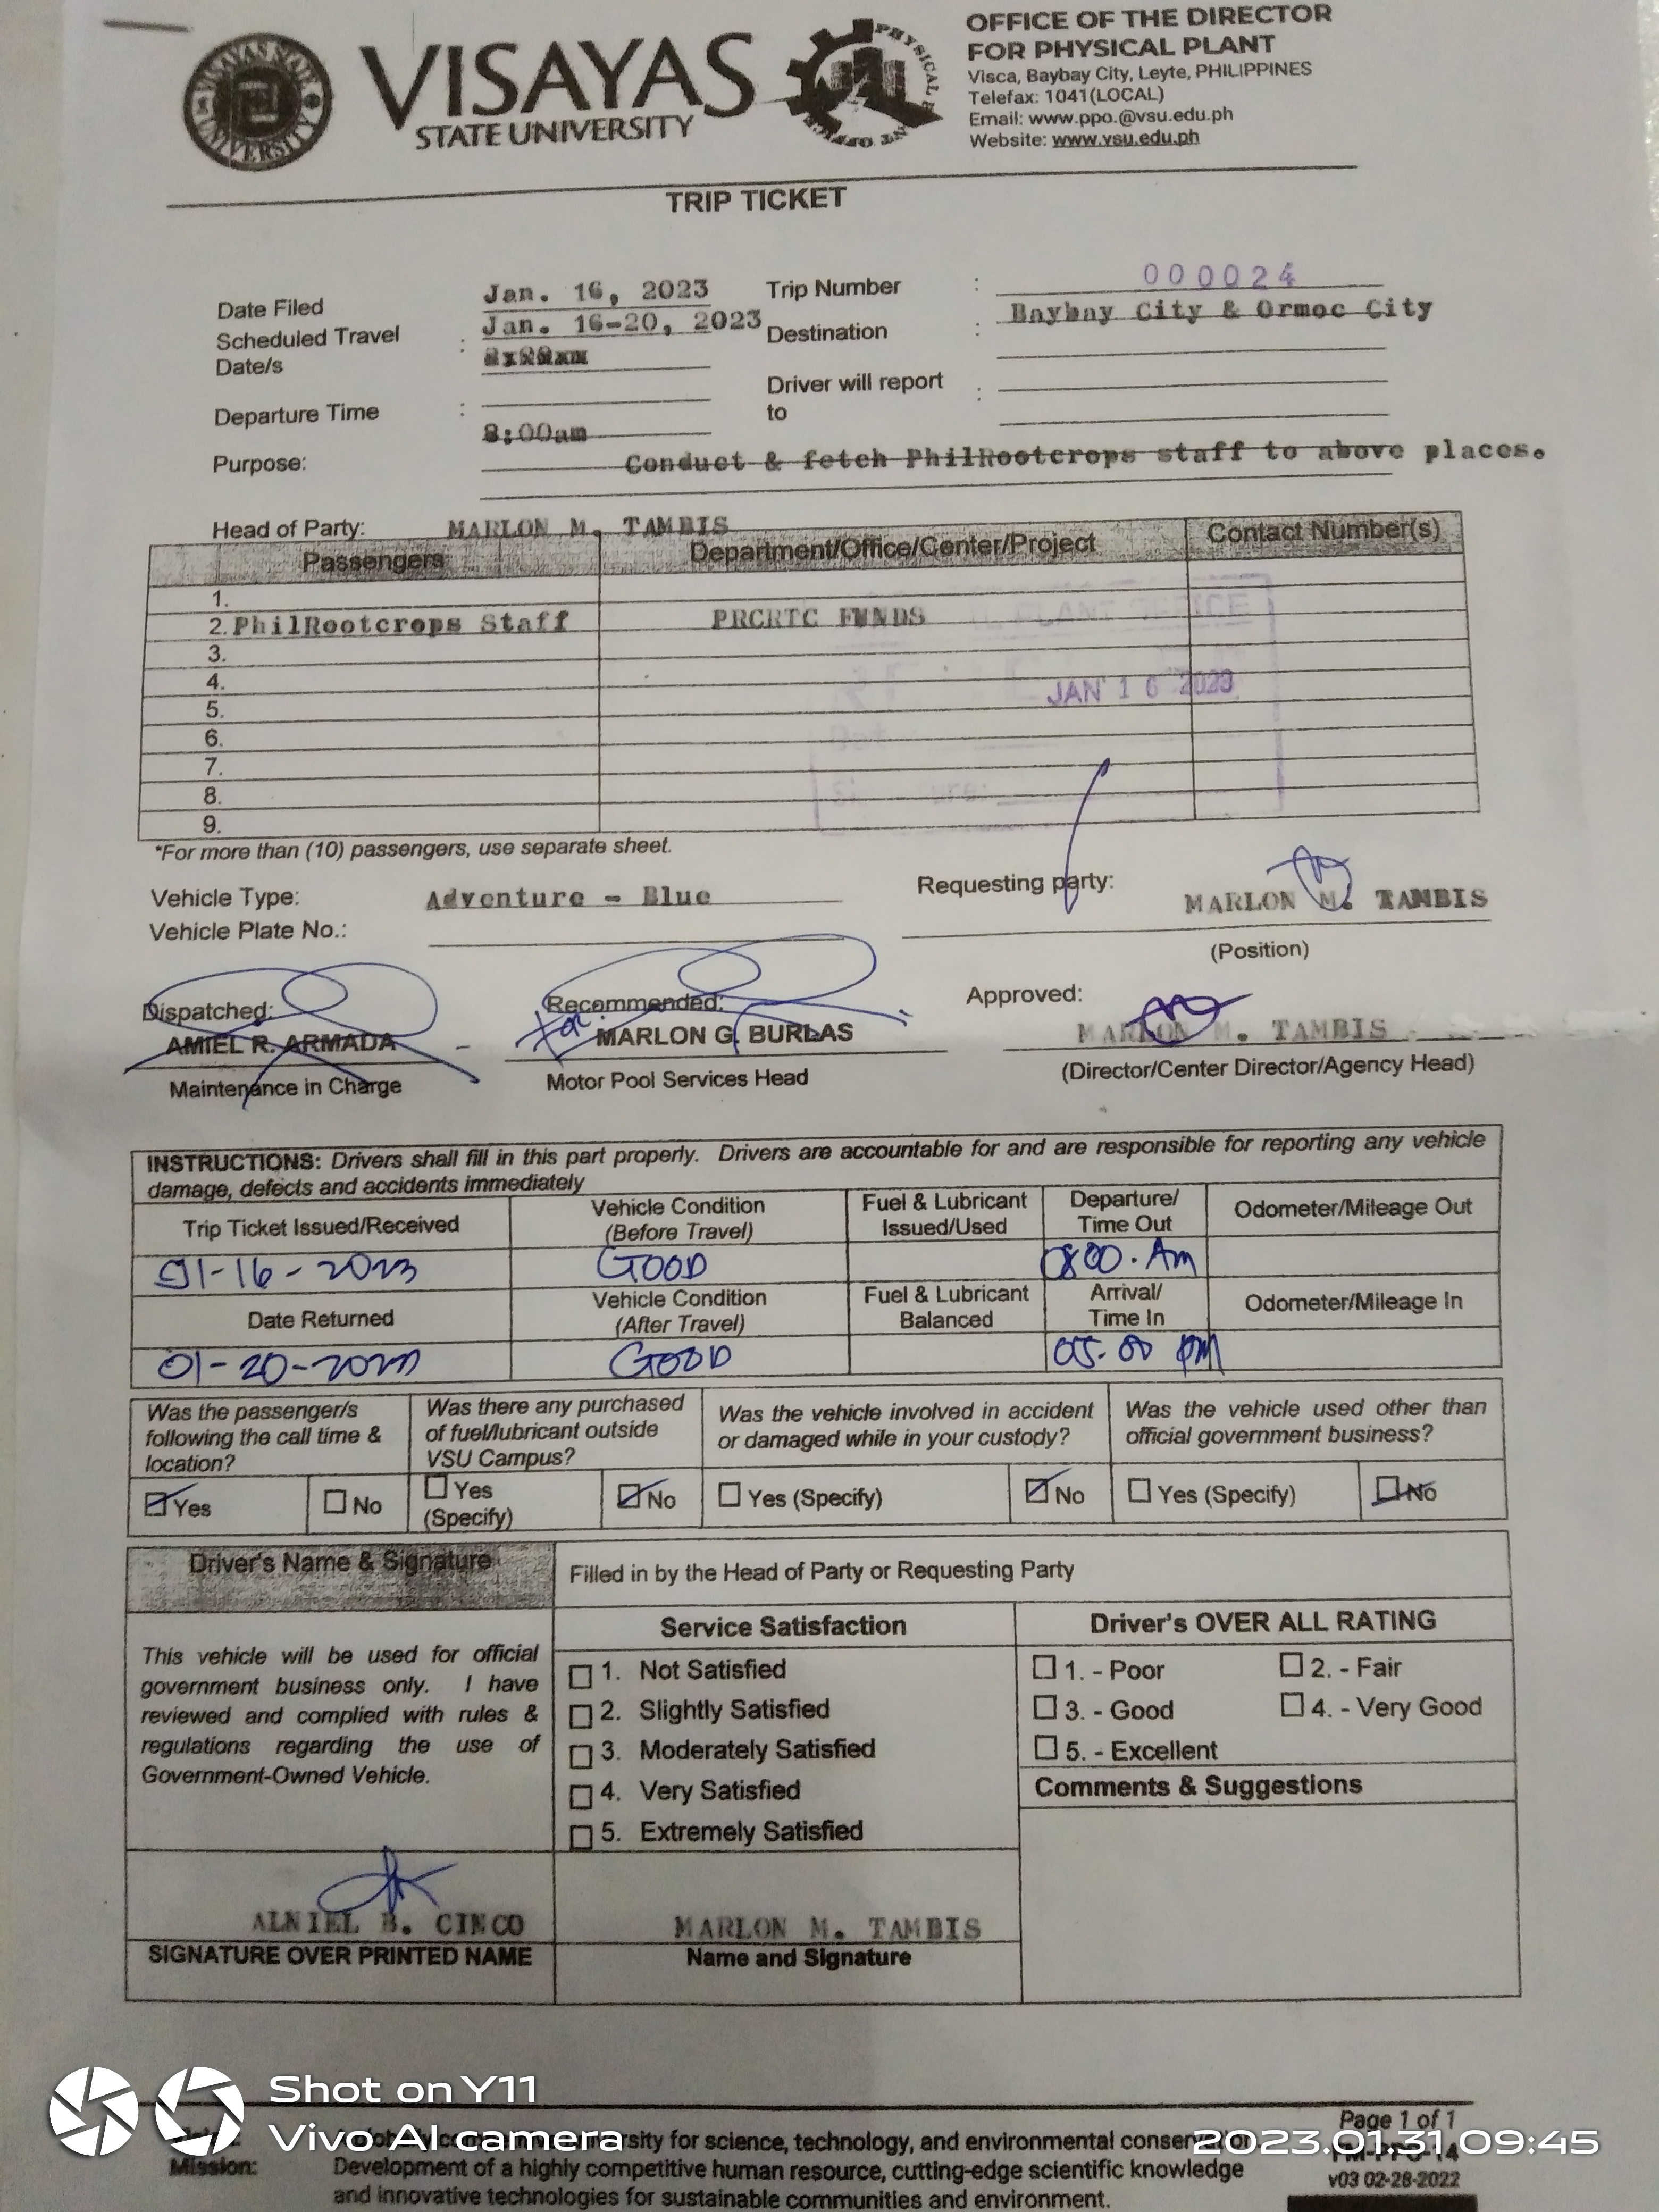 VISAYAS STATE UNIVERSITY
VISAYAS
STATE UNIVERSITY
OFFICE OF THE DIRECTOR
FOR PHYSICAL PLANT
Visca, Baybay City, Leyte, PHILIPPINES
Telefax: 1041(LOCAL)
Email: www.ppo.@vsu.edu.ph
Website: www.vsu.edu.ph
TRIP TICKET
Date Filed Jan. 16, 2023 Trip Number : 000024
Scheduled Travel Date/s : Jan. 16-20, 2023 Destination : Baybay City & Ormoc City
Departure Time : 8:00am Driver will report to :
Purpose: Conduct & fetch PhilRootcrops staff to above places.
Head of Party: MARLON M. TAMBIS
Passengers Department/Office/Center/Project Contact Number(s)
1.
2. PhilRootcrops Staff PRCRTC FUNDS
PLANT OFFICE
3.
4.
JAN 16 2023
5.
6.
7.
8.
9.
*For more than (10) passengers, use separate sheet.
Vehicle Type: Adventure - Blue Requesting party: MARLON M. TAMBIS
Vehicle Plate No.:
(Position)
Dispatched: Recommended: Approved:
AMIEL R. ARMADA for: MARLON G. BURLAS MARLON M. TAMBIS
Maintenance in Charge Motor Pool Services Head (Director/Center Director/Agency Head)
INSTRUCTIONS: Drivers shall fill in this part properly. Drivers are accountable for and are responsible for reporting any vehicle
damage, defects and accidents immediately
Trip Ticket Issued/Received Vehicle Condition (Before Travel) Fuel & Lubricant Issued/Used Departure/ Time Out Odometer/Mileage Out
01-16-2023 GOOD 0800. Am
Date Returned Vehicle Condition (After Travel) Fuel & Lubricant Balanced Arrival/ Time In Odometer/Mileage In
01-20-2023 GOOD 05.00 PM
Was the passenger/s following the call time & location? Was there any purchased of fuel/lubricant outside VSU Campus? Was the vehicle involved in accident or damaged while in your custody? Was the vehicle used other than official government business?
Yes No Yes (Specify) No Yes (Specify) No Yes (Specify) No
Driver's Name & Signature Filled in by the Head of Party or Requesting Party
Service Satisfaction Driver's OVER ALL RATING
This vehicle will be used for official
government business only. I have
reviewed and complied with rules &
regulations regarding the use of
Government-Owned Vehicle.
1. Not Satisfied
2. Slightly Satisfied
3. Moderately Satisfied
4. Very Satisfied
5. Extremely Satisfied
1. - Poor 2. - Fair
3. - Good 4. - Very Good
5. - Excellent
Comments & Suggestions
ALNIEL B. CINCO MARLON M. TAMBIS
SIGNATURE OVER PRINTED NAME Name and Signature
Page 1 of 1
sity for science, technology, and environmental
Mission: Development of a highly competitive human resource, cutting-edge scientific knowledge
and innovative technologies for sustainable communities and environment.
v03 02-28-2022
Shot on Y11
Vivo AI camera
2023.01.31 09:45